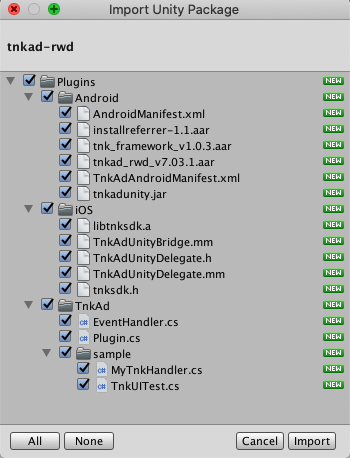 Import Unity Package
tnkad-rwd
Plugins NEW
Android NEW
AndroidManifest.xml NEW
installreferrer-1.1.aar NEW
tnk_framework_v1.0.3.aar NEW
tnkad_rwd_v7.03.1.aar NEW
TnkAdAndroidManifest.xml NEW
tnkadunity.jar NEW
iOS NEW
libtnksdk.a NEW
TnkAdUnityBridge.mm NEW
TnkAdUnityDelegate.h NEW
TnkAdUnityDelegate.mm NEW
tnksdk.h NEW
TnkAd NEW
c# EventHandler.cs NEW
c# Plugin.cs NEW
sample NEW
c# MyTnkHandler.cs NEW
c# TnkUITest.cs NEW
All None Cancel Import